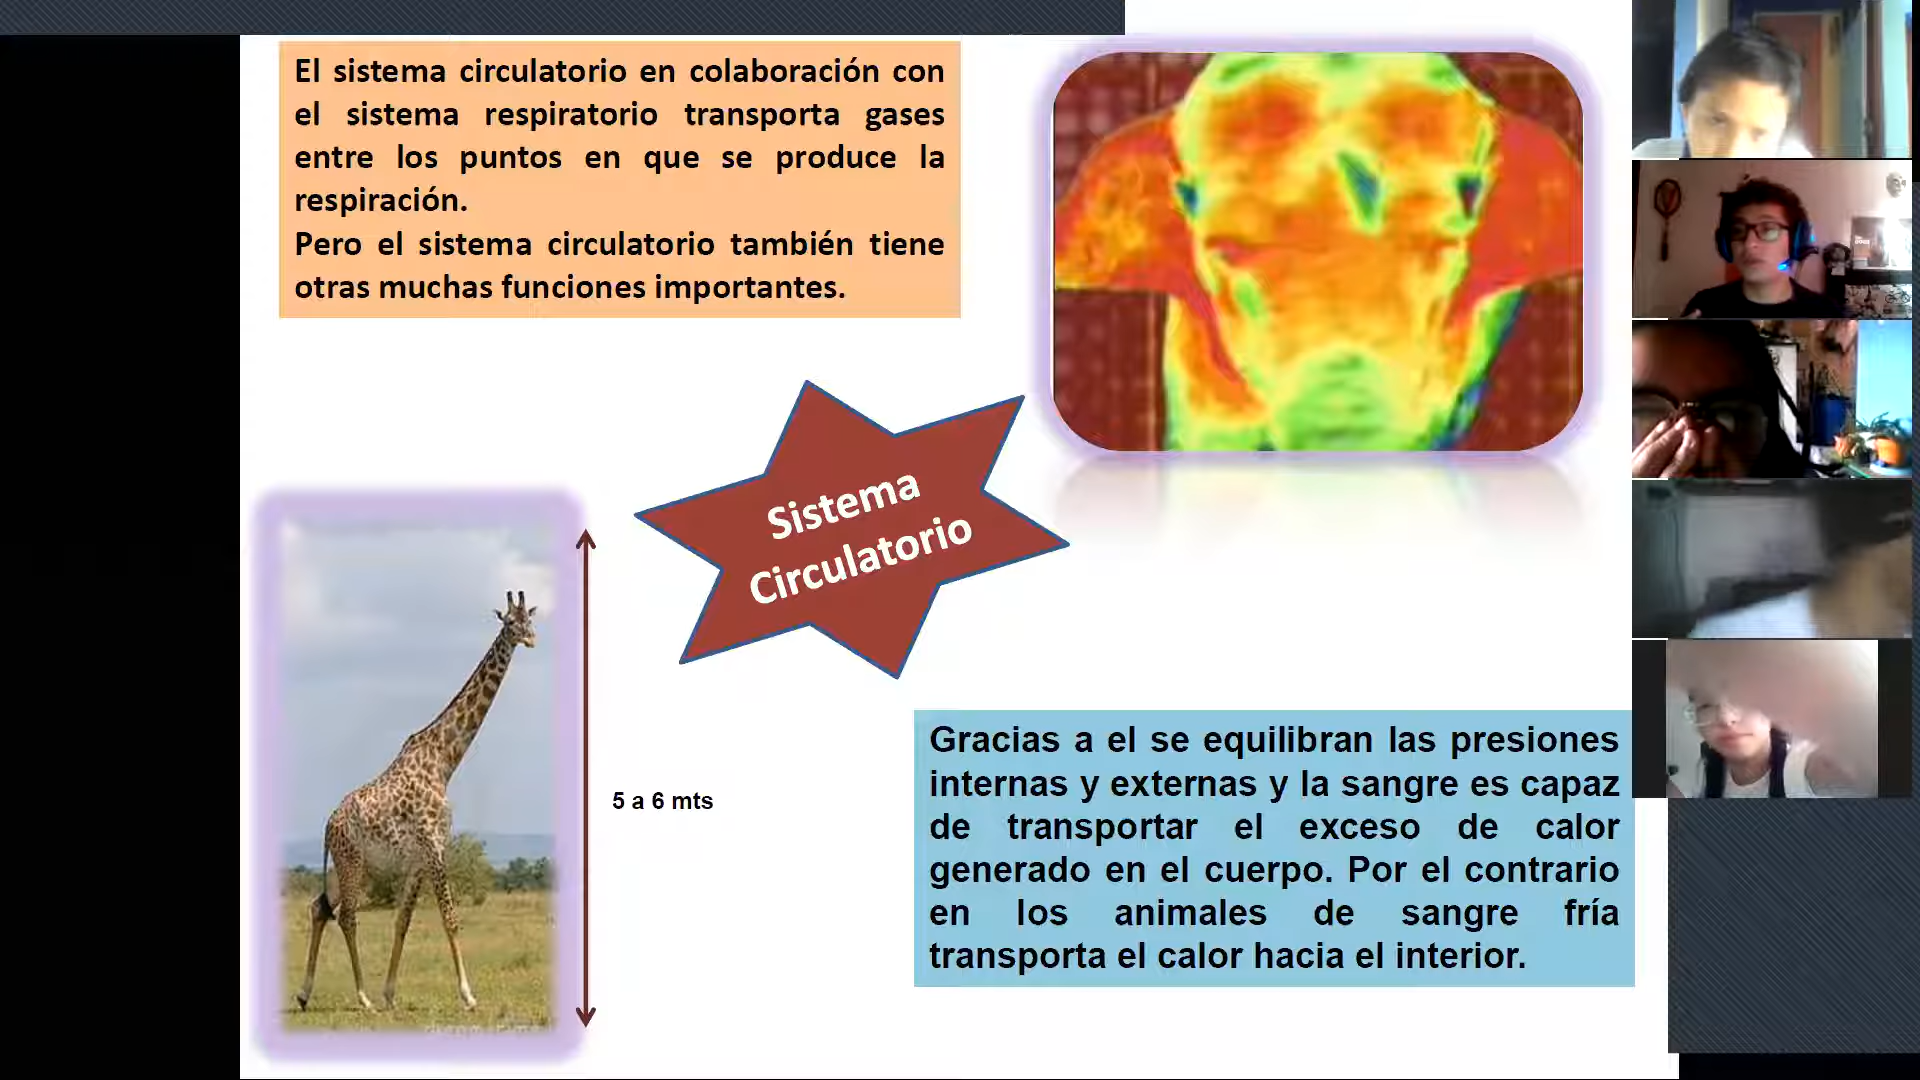 El sistema circulatorio en colaboración con
el sistema respiratorio transporta gases
entre los puntos en que se produce la
respiración.
Pero el sistema circulatorio también tiene
otras muchas funciones importantes.
Sistema
Circulatorio
5 a 6 mts
Gracias a el se equilibran las presiones
internas y externas y la sangre es capaz
de transportar el exceso de calor
generado en el cuerpo. Por el contrario
en los animales de sangre fría
transporta el calor hacia el interior.